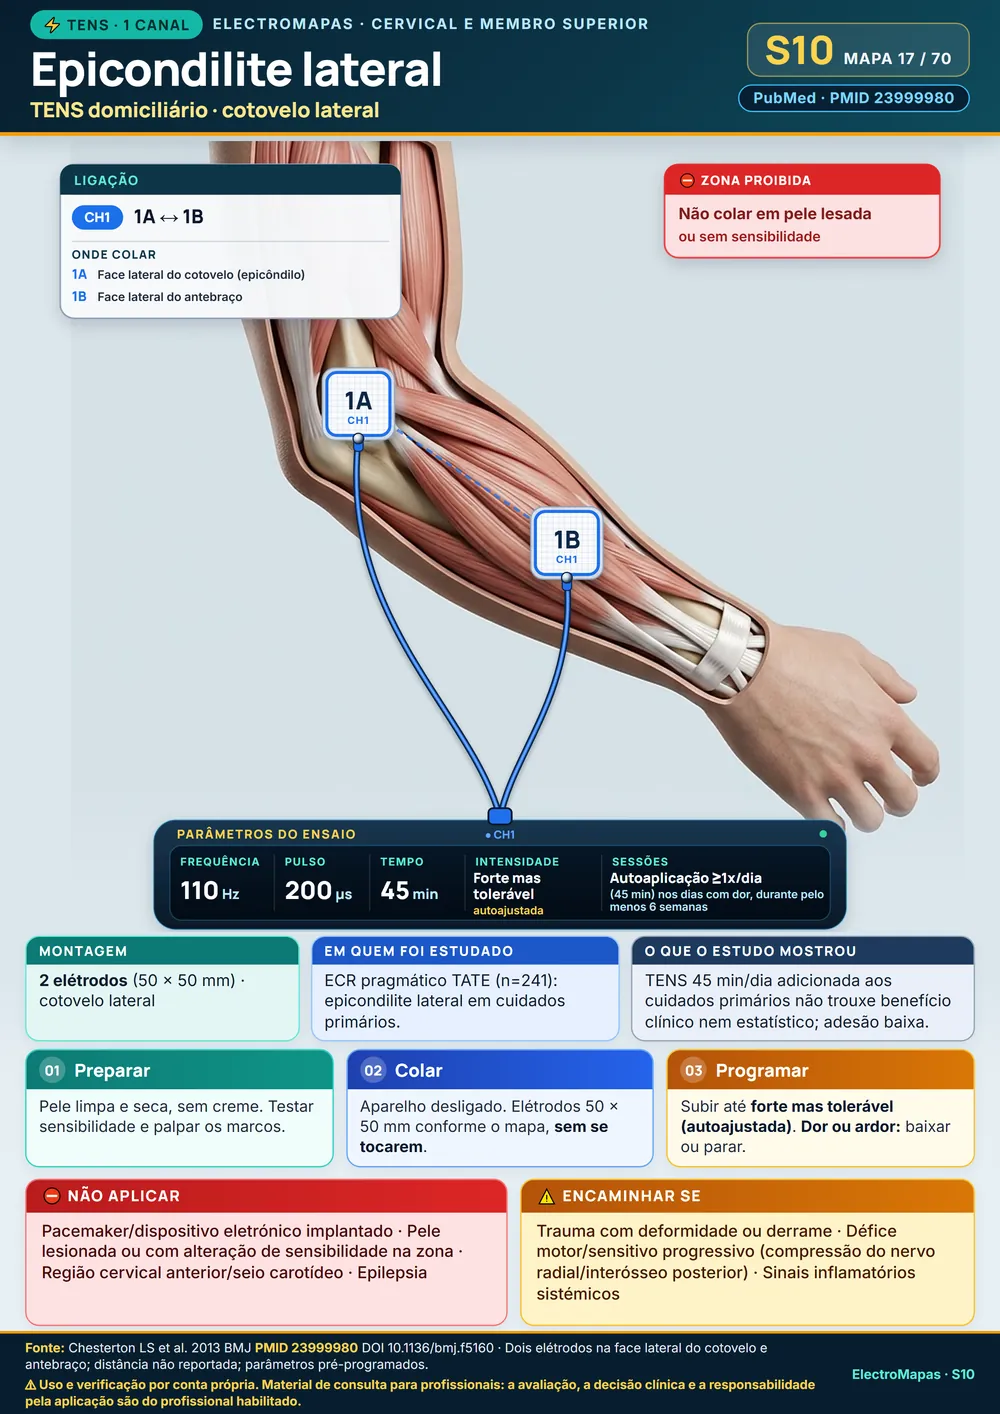 ⚡ TENS · 1 CANAL
ELECTROMAPAS · CERVICAL E MEMBRO SUPERIOR
Epicondilite lateral
TENS domiciliário · cotovelo lateral
S10 MAPA 17 / 70
PubMed · PMID 23999980
LIGAÇÃO
CH1 1A ↔ 1B
ONDE COLAR
1A Face lateral do cotovelo (epicôndilo)
1B Face lateral do antebraço
⛔ ZONA PROIBIDA
Não colar em pele lesada
ou sem sensibilidade
1A
CH1
1B
CH1
PARÂMETROS DO ENSAIO
• CH1
FREQUÊNCIA
110 Hz
PULSO
200 µs
TEMPO
45 min
INTENSIDADE
Forte mas
tolerável
autoajustada
SESSÕES
Autoaplicação ≥1x/dia
(45 min) nos dias com dor, durante pelo
menos 6 semanas
MONTAGEM
2 elétrodos (50 × 50 mm) ·
cotovelo lateral
EM QUEM FOI ESTUDADO
ECR pragmático TATE (n=241):
epicondilite lateral em cuidados
primários.
O QUE O ESTUDO MOSTROU
TENS 45 min/dia adicionada aos
cuidados primários não trouxe benefício
clínico nem estatístico; adesão baixa.
01 Preparar
Pele limpa e seca, sem creme. Testar
sensibilidade e palpar os marcos.
02 Colar
Aparelho desligado. Elétrodos 50 ×
50 mm conforme o mapa, sem se
tocarem.
03 Programar
Subir até forte mas tolerável
(autoajustada). Dor ou ardor: baixar
ou parar.
⛔ NÃO APLICAR
Pacemaker/dispositivo eletrónico implantado · Pele
lesionada ou com alteração de sensibilidade na zona ·
Região cervical anterior/seio carotídeo · Epilepsia
⚠ ENCAMINHAR SE
Trauma com deformidade ou derrame · Défice
motor/sensitivo progressivo (compressão do nervo
radial/interósseo posterior) · Sinais inflamatórios
sistémicos
Fonte: Chesterton LS et al. 2013 BMJ PMID 23999980 DOI 10.1136/bmj.f5160 · Dois elétrodos na face lateral do cotovelo e
antebraço; distância não reportada; parâmetros pré-programados.
⚠ Uso e verificação por conta própria. Material de consulta para profissionais: a avaliação, a decisão clínica e a responsabilidade
pela aplicação são do profissional habilitado.
ElectroMapas · S10